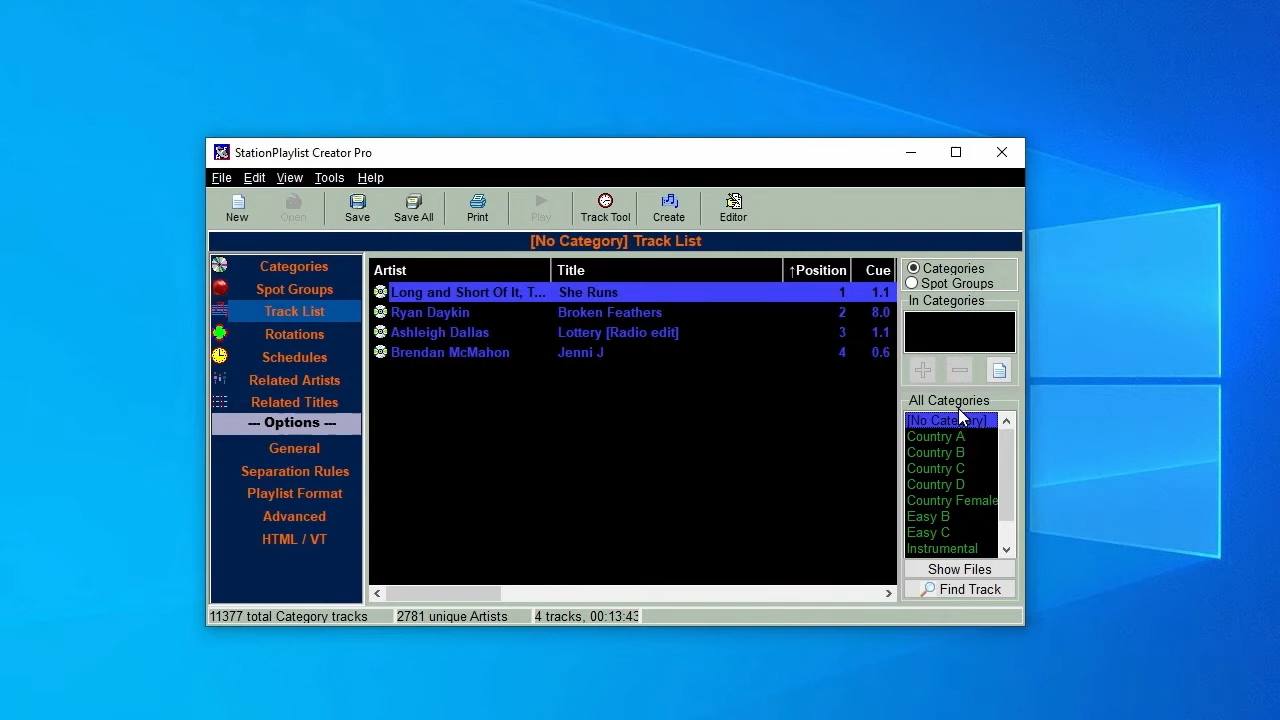 StationPlaylist Creator Pro
File Edit View Tools Help
New Open Save Save All Print Play Track Tool Create Editor
[No Category] Track List
Categories
Spot Groups
Track List
Rotations
Schedules
Related Artists
Related Titles
--- Options ---
General
Separation Rules
Playlist Format
Advanced
HTML / VT
Artist Title ↑Position Cue
Long and Short Of It, T... She Runs 1 1.1
Ryan Daykin Broken Feathers 2 8.0
Ashleigh Dallas Lottery [Radio edit] 3 1.1
Brendan McMahon Jenni J 4 0.6
Categories
Spot Groups
In Categories
All Categories
[No Category]
Country A
Country B
Country C
Country D
Country Female
Easy B
Easy C
Instrumental
Show Files
Find Track
11377 total Category tracks 2781 unique Artists 4 tracks, 00:13:43